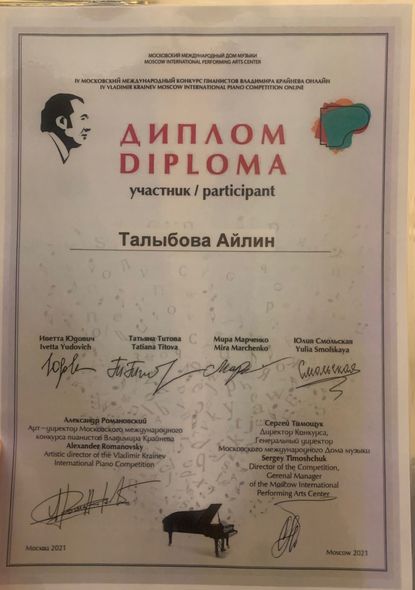 МОСКОВСКИЙ МЕЖДУНАРОДНЫЙ ДОМ МУЗЫКИ
MOSCOW INTERNATIONAL PERFORMING ARTS CENTER
IV МОСКОВСКИЙ МЕЖДУНАРОДНЫЙ КОНКУРС ПИАНИСТОВ ВЛАДИМИРА КРАЙНЕВА ОНЛАЙН
IV VLADIMIR KRAINEV MOSCOW INTERNATIONAL PIANO COMPETITION ONLINE
ДИПЛОМ
DIPLOMA
участник / participant
Талыбова Айлин
Иветта Юдович
Ivetta Yudovich
Татьяна Титова
Tatiana Titova
Мира Марченко
Mira Marchenko
Юлия Смольская
Yulia Smolskaya
Смольская
Александр Романовский
Арт-директор Московского международного
конкурса пианистов Владимира Крайнева
Alexander Romanovsky
Artistic director of the Vladimir Krainev
International Piano Competition
Сергей Тимощук
Директор Конкурса,
Генеральный директор
Московского международного Дома музыки
Sergey Timoshchuk
Director of the Competition,
Gerenal Manager
of the Moscow International
Performing Arts Center
Москва 2021
Moscow 2021